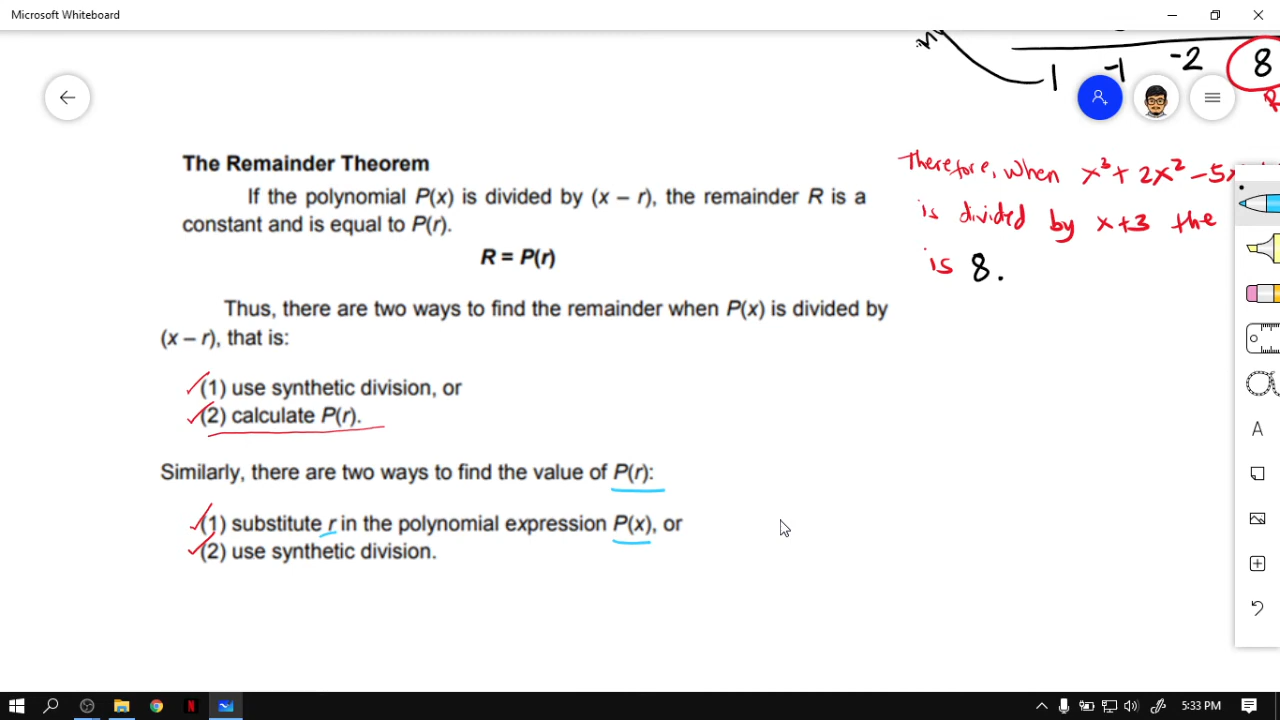 Microsoft Whiteboard
1 -1 -2 8
The Remainder Theorem
If the polynomial P(x) is divided by (x – r), the remainder R is a
constant and is equal to P(r).
R = P(r)
Thus, there are two ways to find the remainder when P(x) is divided by
(x – r), that is:
(1) use synthetic division, or
(2) calculate P(r).
Similarly, there are two ways to find the value of P(r):
(1) substitute r in the polynomial expression P(x), or
(2) use synthetic division.
Therefore, when x³ + 2x² - 5x
is divided by x+3 the
is 8.
A
5:33 PM